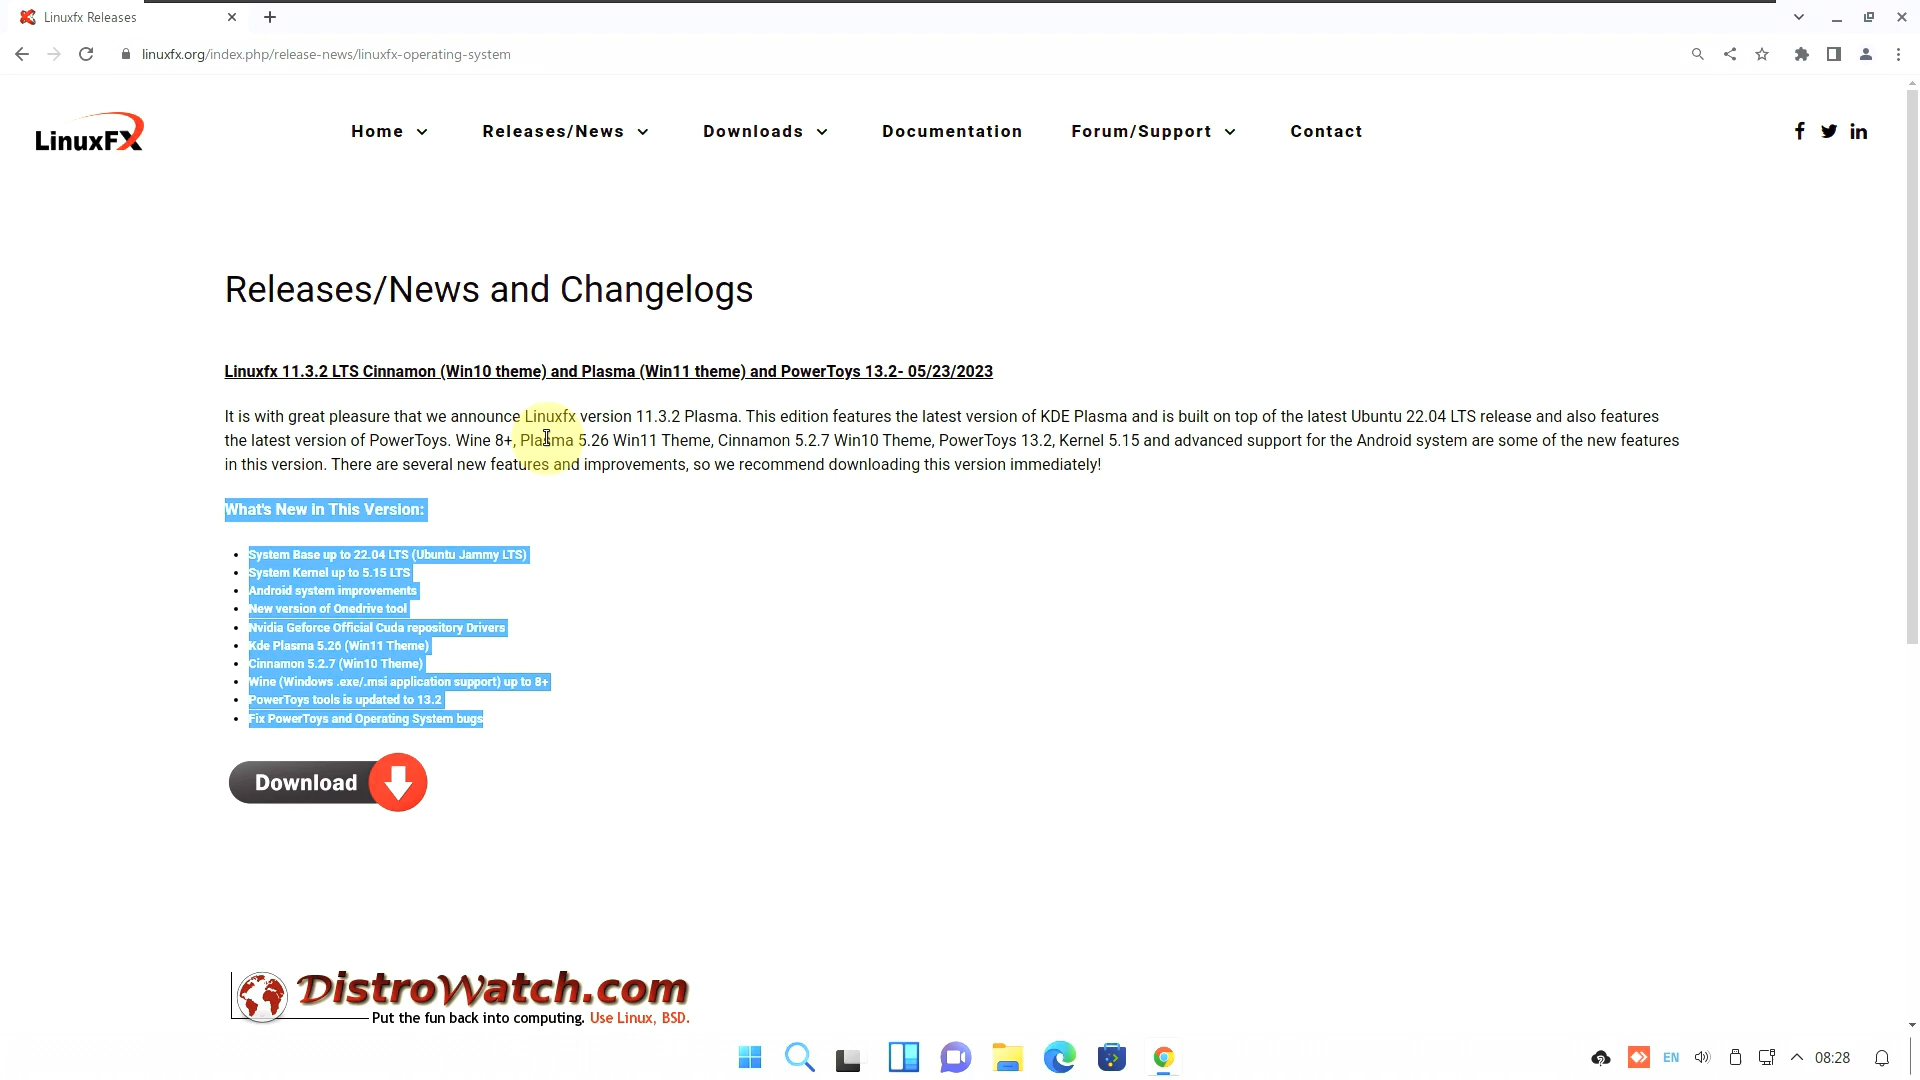 Linuxfx Releases
linuxfx.org/index.php/release-news/linuxfx-operating-system
LinuxFX
Home
Releases/News
Downloads
Documentation
Forum/Support
Contact
Releases/News and Changelogs
Linuxfx 11.3.2 LTS Cinnamon (Win10 theme) and Plasma (Win11 theme) and PowerToys 13.2- 05/23/2023
It is with great pleasure that we announce Linuxfx version 11.3.2 Plasma. This edition features the latest version of KDE Plasma and is built on top of the latest Ubuntu 22.04 LTS release and also features
the latest version of PowerToys. Wine 8+, Plasma 5.26 Win11 Theme, Cinnamon 5.2.7 Win10 Theme, PowerToys 13.2, Kernel 5.15 and advanced support for the Android system are some of the new features
in this version. There are several new features and improvements, so we recommend downloading this version immediately!
What's New in This Version:
System Base up to 22.04 LTS (Ubuntu Jammy LTS)
System Kernel up to 5.15 LTS
Android system improvements
New version of Onedrive tool
Nvidia Geforce Official Cuda repository Drivers
Kde Plasma 5.26 (Win11 Theme)
Cinnamon 5.2.7 (Win10 Theme)
Wine (Windows .exe/.msi application support) up to 8+
PowerToys tools is updated to 13.2
Fix PowerToys and Operating System bugs
Download
DistroWatch.com
Put the fun back into computing. Use Linux, BSD.
EN
08:28